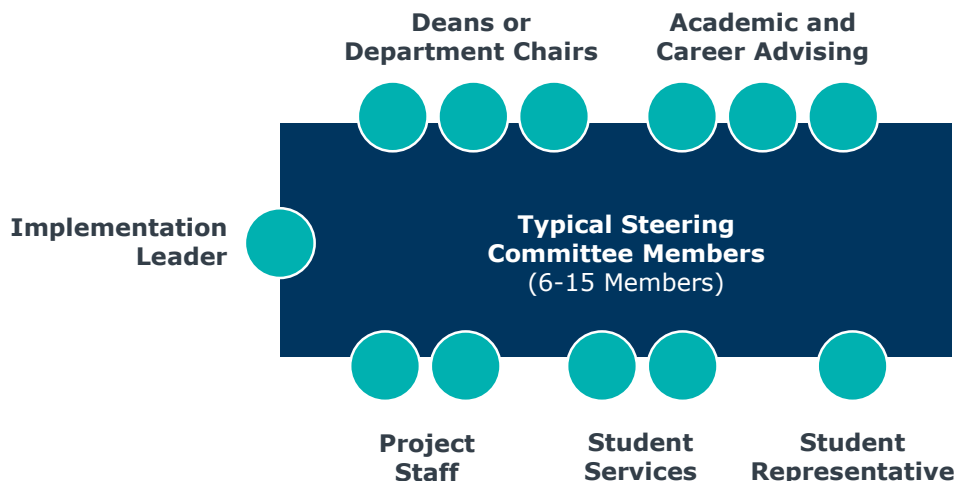 Deans or
Department Chairs
Academic and
Career Advising
Implementation
Leader
Typical Steering
Committee Members
(6-15 Members)
Project
Staff
Student
Services
Student
Representative